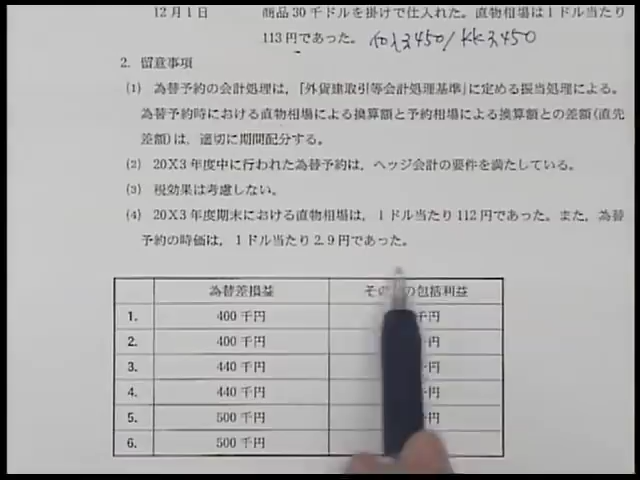 12月1日 商品30千ドルを掛けで仕入れた。直物相場は1ドル当たり
113円であった。
2. 留意事項
(1) 為替予約の会計処理は,「外貨建取引等会計処理基準」に定める振当処理による。
為替予約時における直物相場による換算額と予約相場による換算額との差額(直先
差額)は,適切に期間配分する。
(2) 20X3年度中に行われた為替予約は,ヘッジ会計の要件を満たしている。
(3) 税効果は考慮しない。
(4) 20X3年度期末における直物相場は,1ドル当たり112円であった。また,為替
予約の時価は,1ドル当たり2.9円であった。
為替差損益 その の包括利益
1. 400千円 千円
2. 400千円 千円
3. 440千円 千円
4. 440千円 千円
5. 500千円 千円
6. 500千円